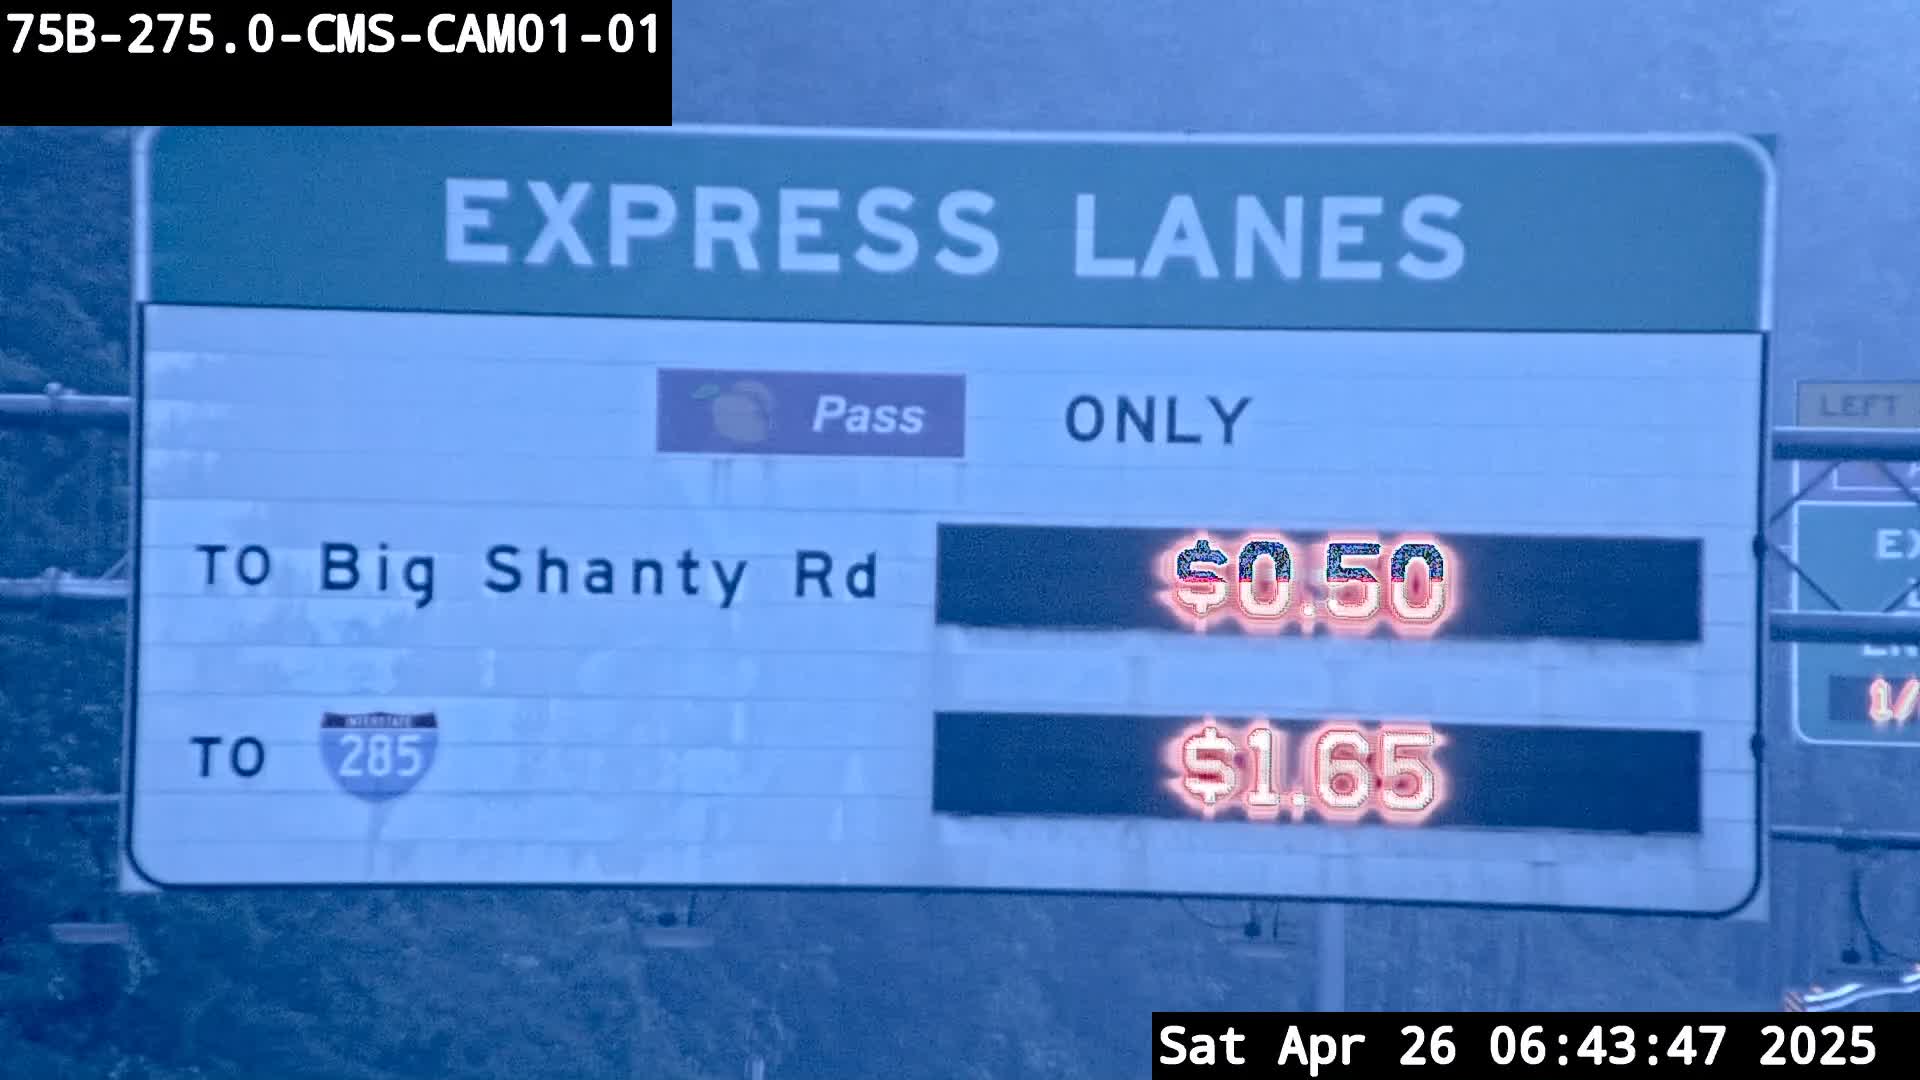 75B-275.0-CMS-CAM01-01
EXPRESS LANES
Pass ONLY
TO Big Shanty Rd $0.50
TO INTERSTATE 285 $1.65
LEFT
Sat Apr 26 06:43:47 2025